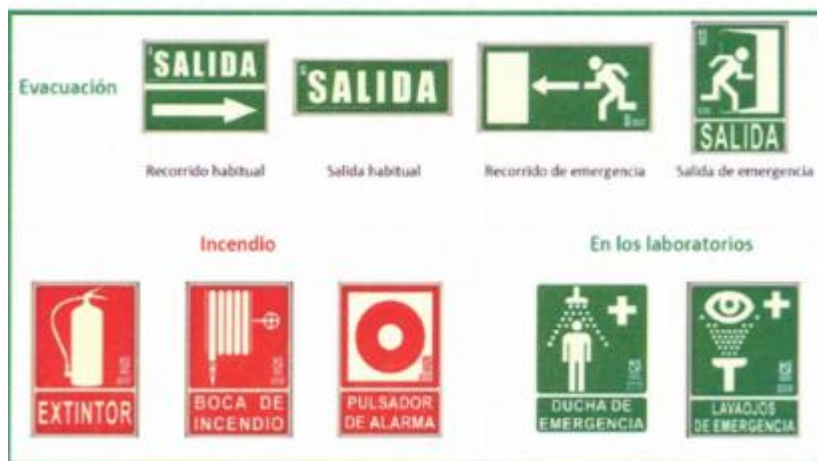 Evacuación
SALIDA
SALIDA
SALIDA
Recorrido habitual
Salida habitual
Recorrido de emergencia
Salida de emergencia
Incendio
En los laboratorios
EXTINTOR
BOCA DE
INCENDIO
PULSADOR
DE ALARMA
DUCHA DE
EMERGENCIA
LAVAOJOS
DE EMERGENCIA